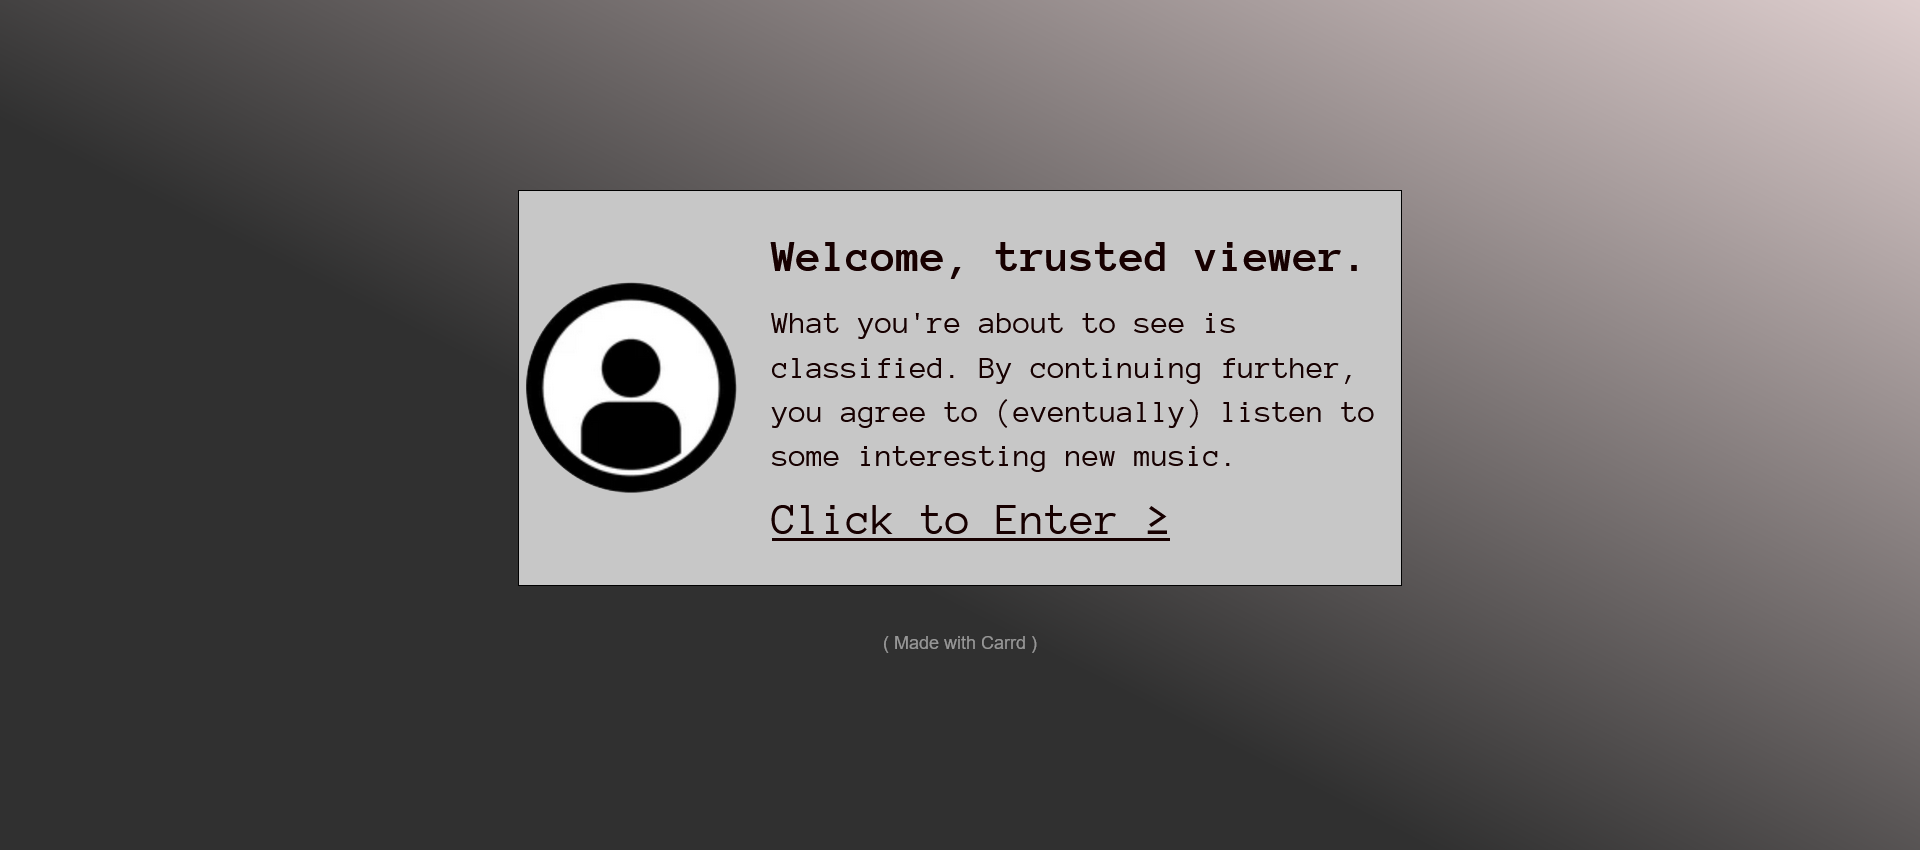 Welcome, trusted viewer.
What you're about to see is
classified. By continuing further,
you agree to (eventually) listen to
some interesting new music.
Click to Enter >
( Made with Carrd )